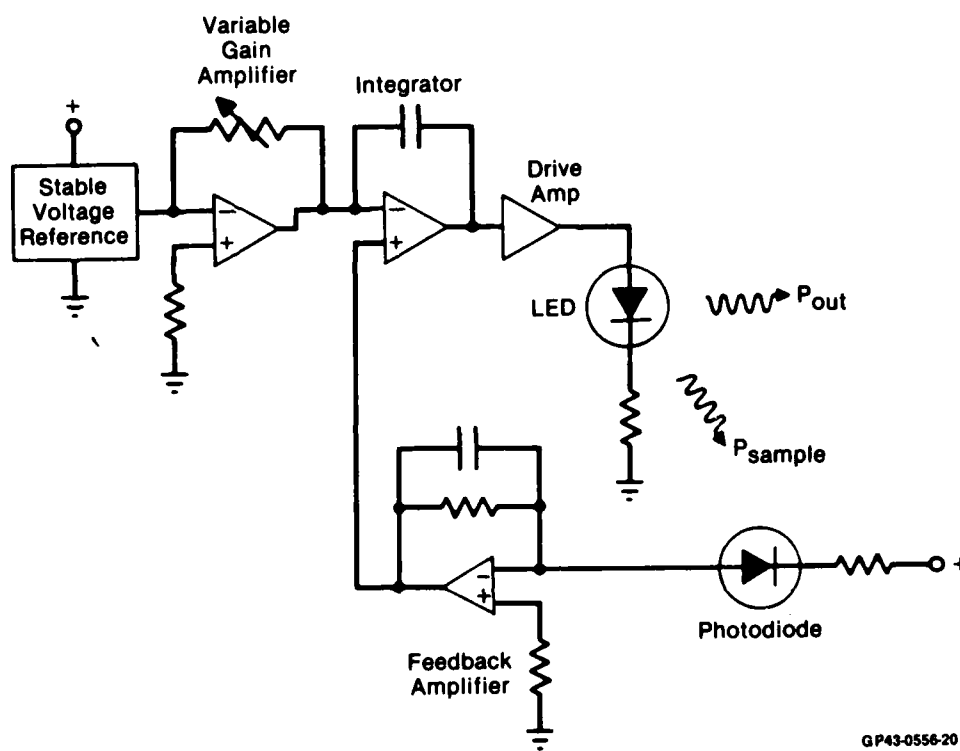 Variable
Gain
Amplifier
Integrator
+
Stable
Voltage
Reference
−
+
−
+
Drive
Amp
LED
Pout
Psample
−
+
+
Photodiode
Feedback
Amplifier
GP43-0556-20